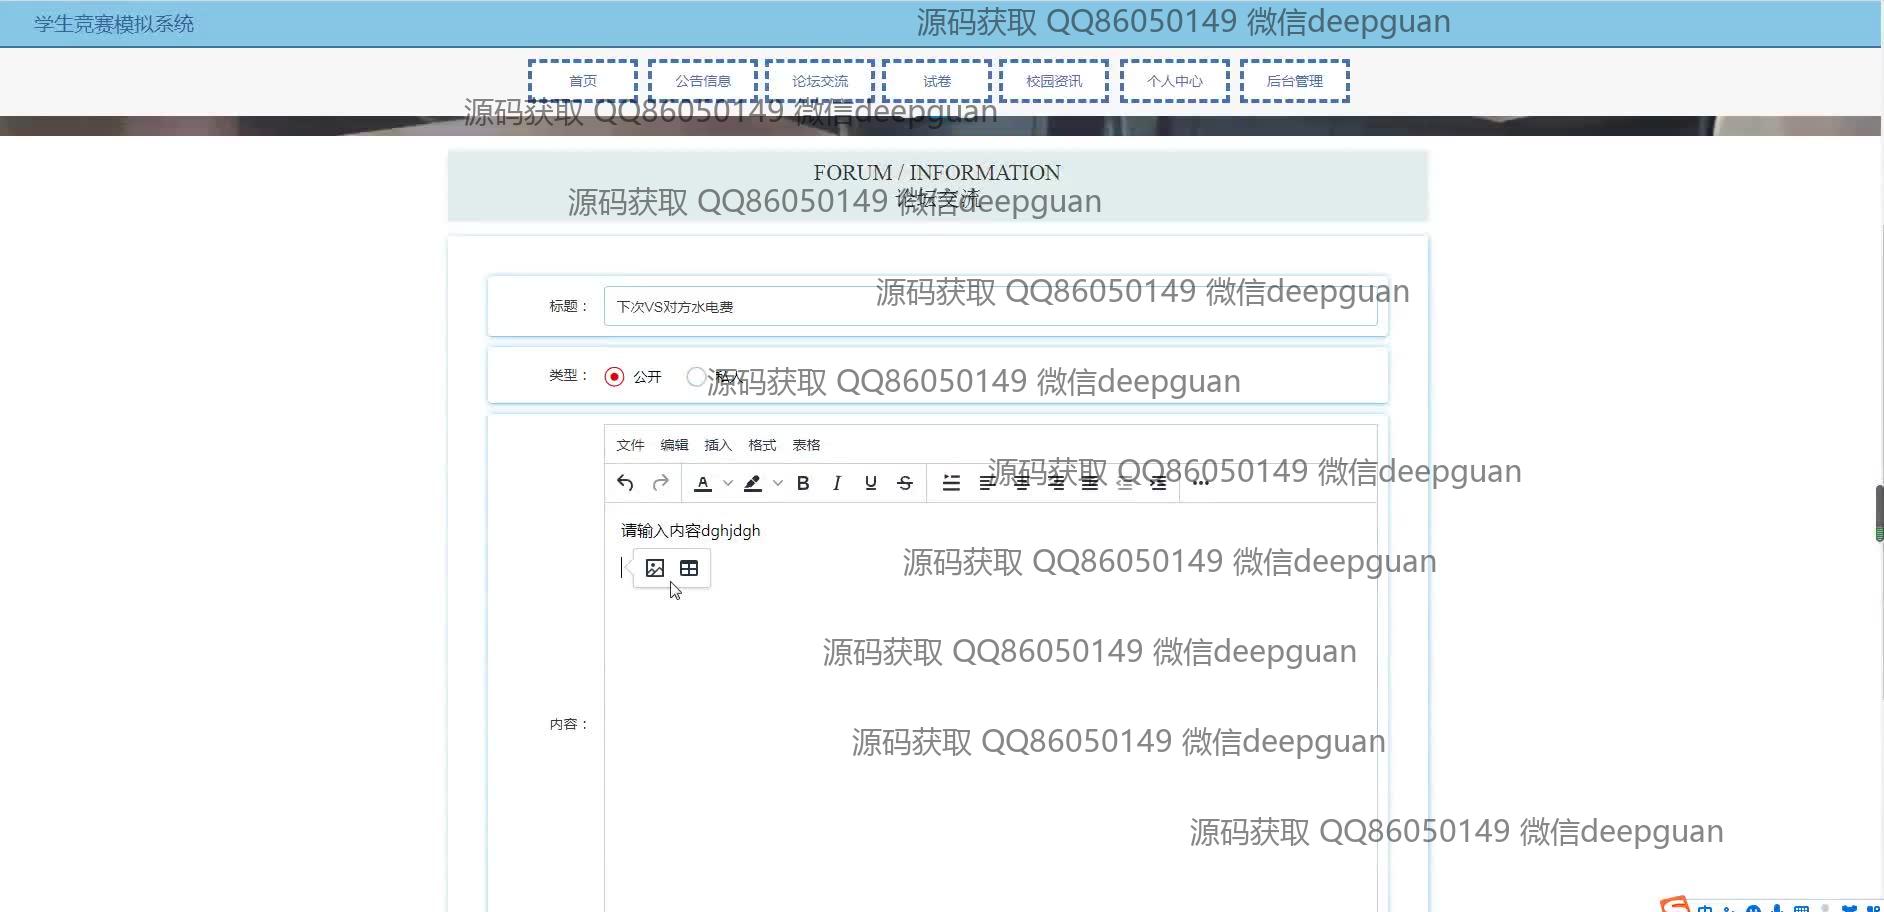 学生竞赛模拟系统
源码获取 QQ86050149 微信deepguan
首页
公告信息
论坛交流
试卷
校园资讯
个人中心
后台管理
源码获取 QQ86050149 微信deepguan
FORUM / INFORMATION
论坛交流
源码获取 QQ86050149 微信deepguan
源码获取 QQ86050149 微信deepguan
标题：
下次VS对方水电费
类型：
公开
私人
源码获取 QQ86050149 微信deepguan
文件 编辑 插入 格式 表格
源码获取 QQ86050149 微信deepguan
A B I U S
请输入内容dghjdgh
源码获取 QQ86050149 微信deepguan
源码获取 QQ86050149 微信deepguan
内容：
源码获取 QQ86050149 微信deepguan
源码获取 QQ86050149 微信deepguan
中